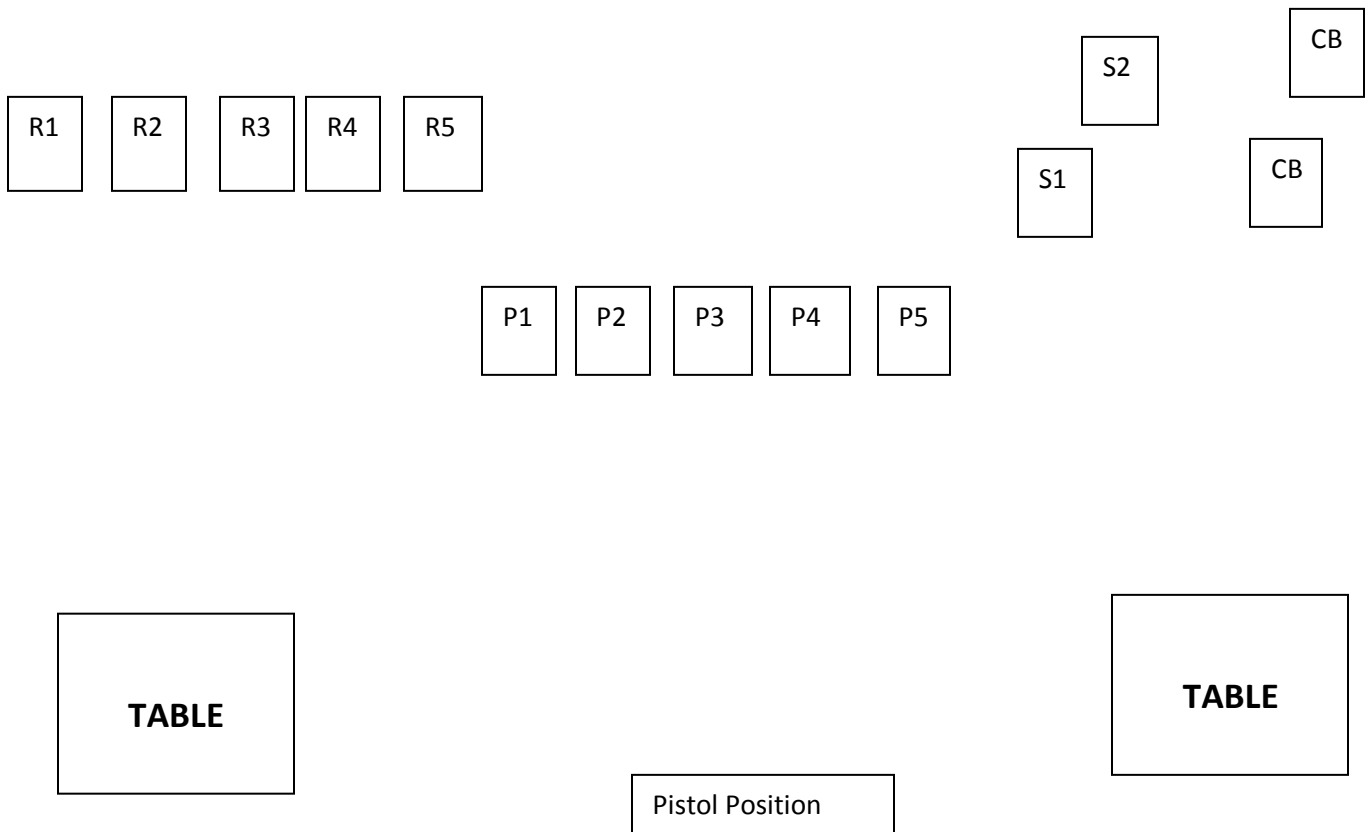 CB
S2
R1 R2 R3 R4 R5
S1
CB
P1 P2 P3 P4 P5
TABLE
TABLE
Pistol Position